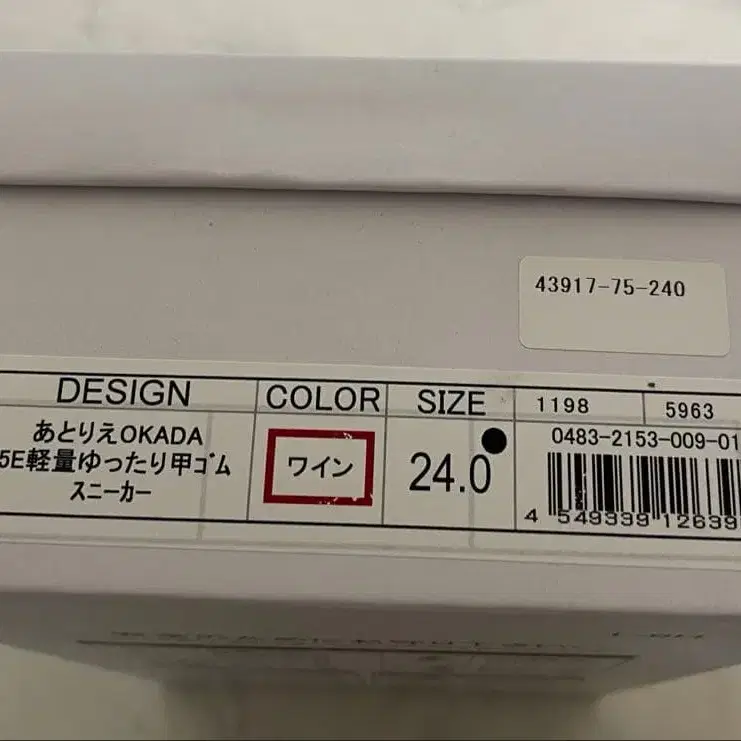 43917-75-240
DESIGN COLOR SIZE 1198 5963
あとりえOKADA
5E軽量ゆったり甲ゴム
スニーカー
ワイン
24.0
0483-2153-009-01
4 549339 12639